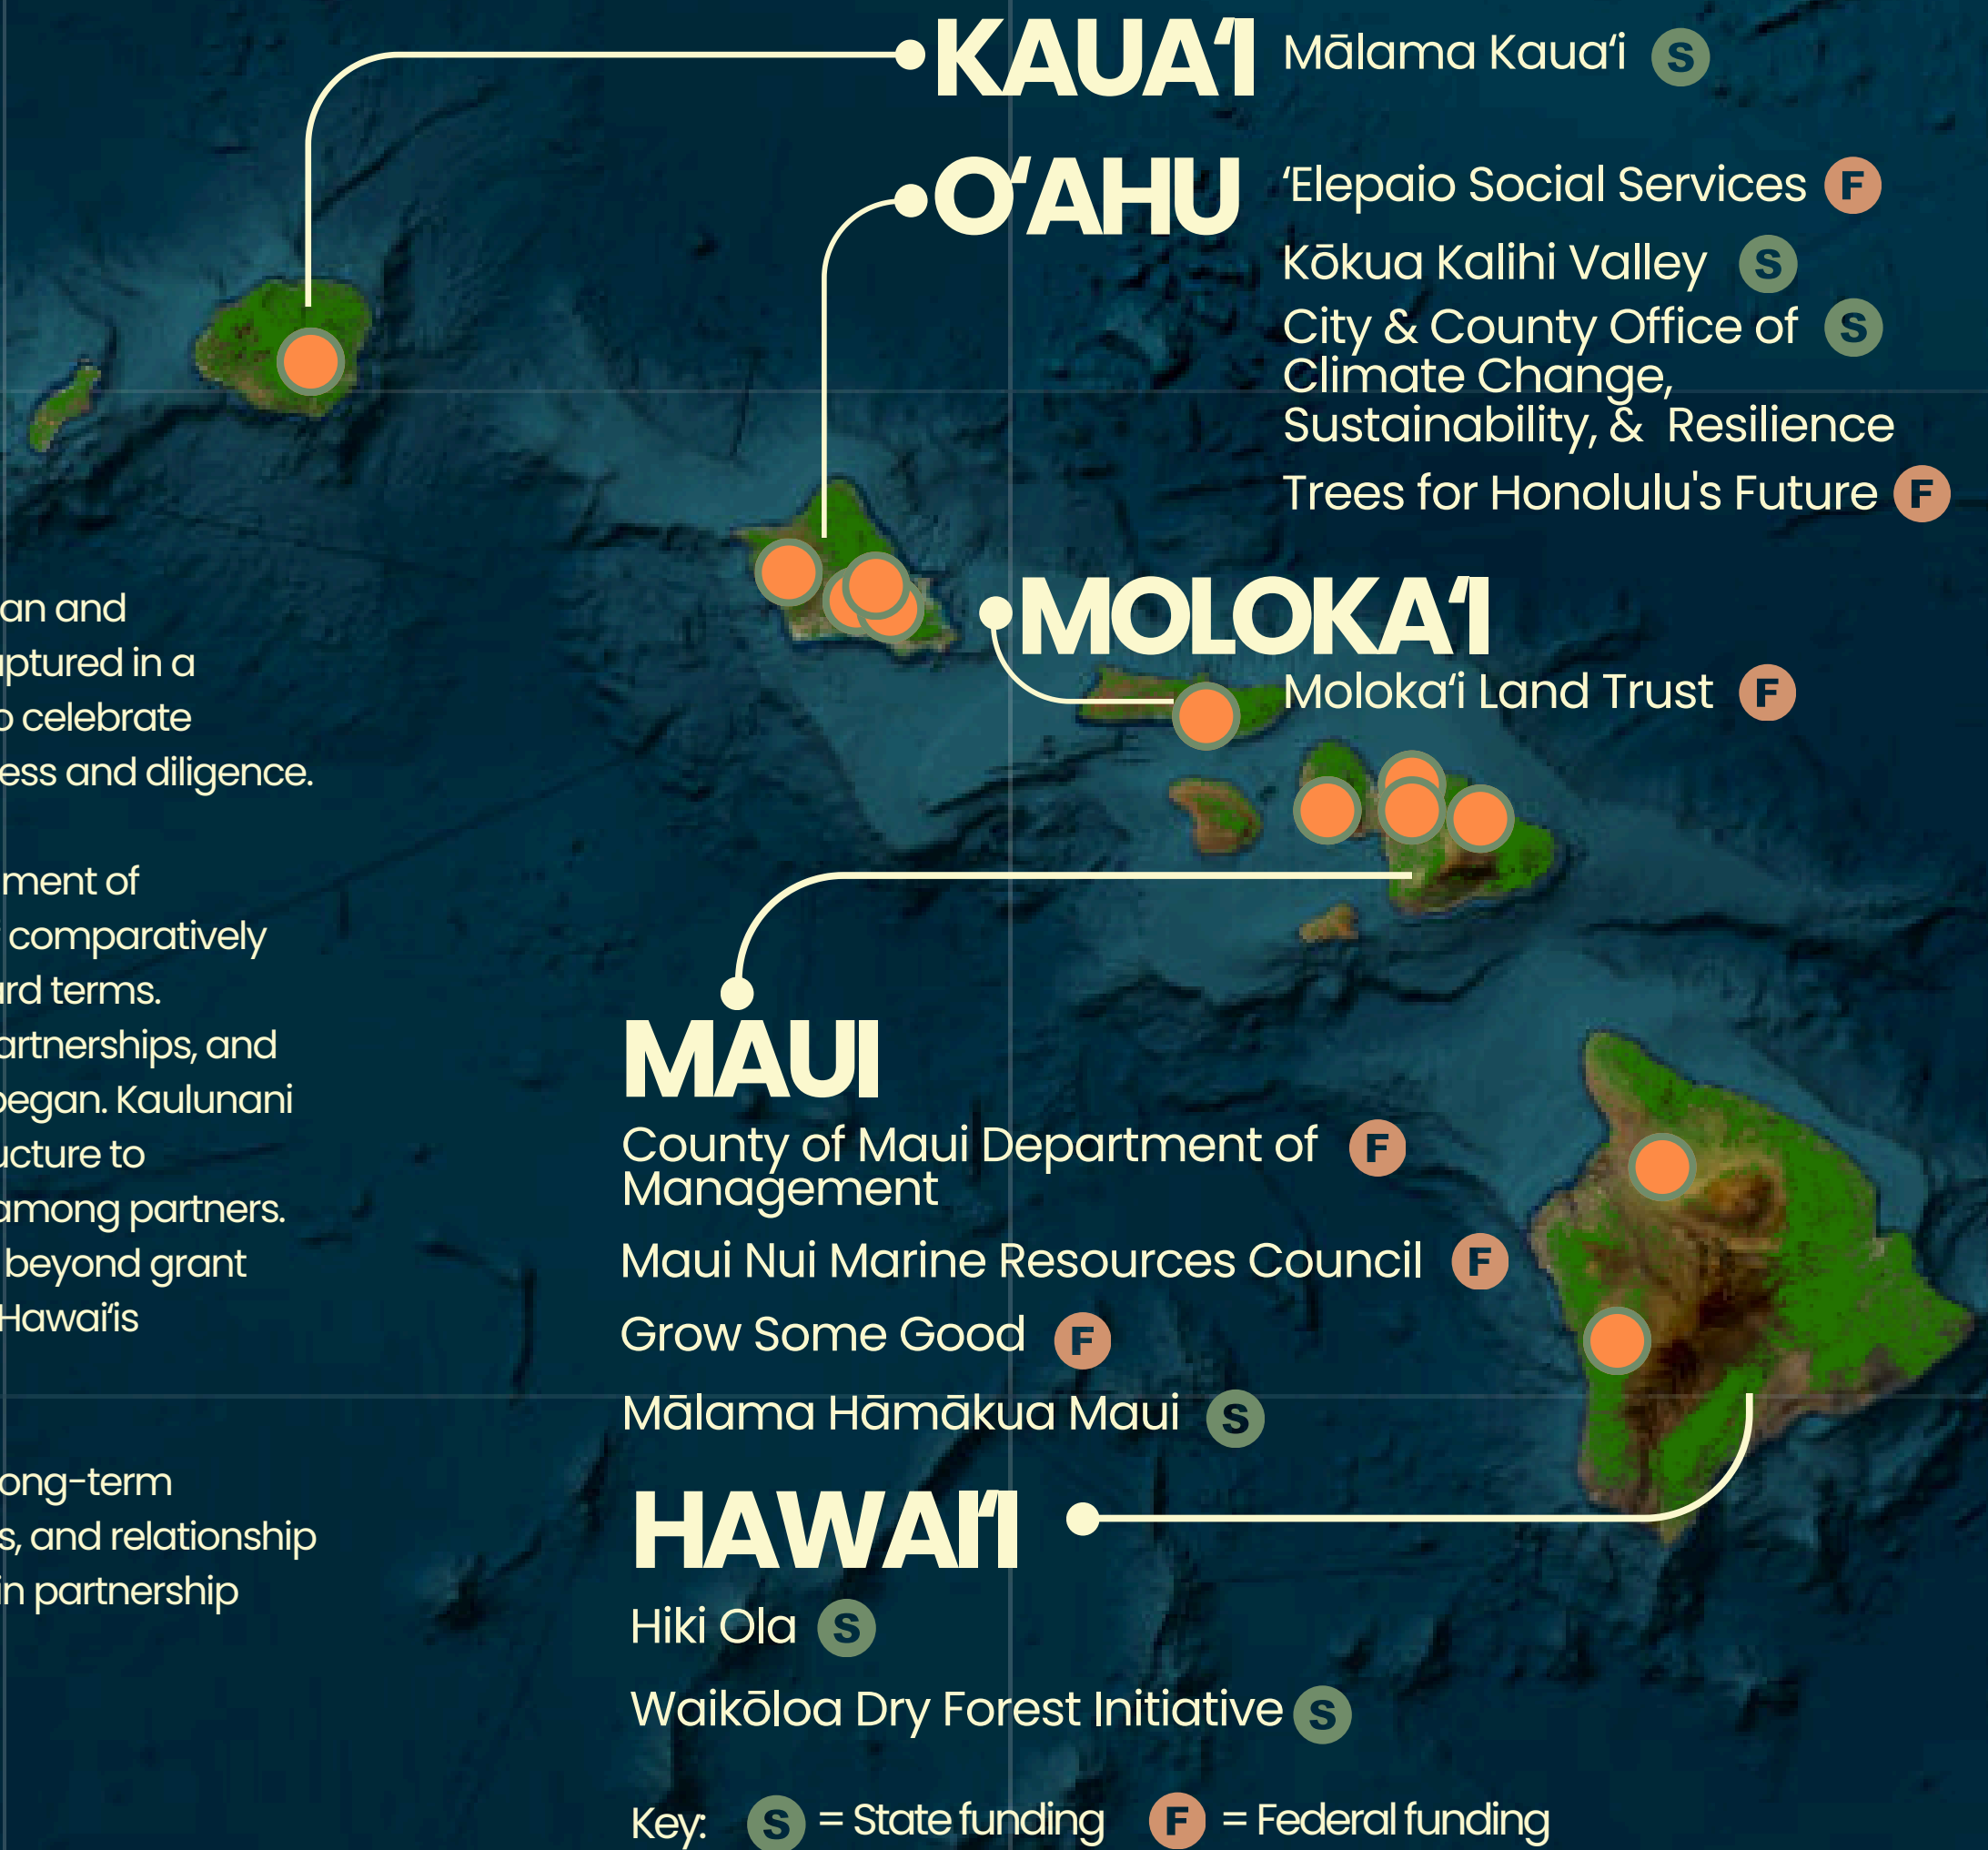 KAUAʻI
Mālama Kauaʻi S
OʻAHU
ʻElepaio Social Services F
Kōkua Kalihi Valley S
City & County Office of S
Climate Change,
Sustainability, & Resilience
Trees for Honolulu's Future F
MOLOKAʻI
Molokaʻi Land Trust F
an and
aptured in a
o celebrate
ess and diligence.
ment of
comparatively
ard terms.
artnerships, and
began. Kaulunani
ucture to
among partners.
beyond grant
Hawaiʻis
ong-term
s, and relationship
in partnership
MAUI
County of Maui Department of F
Management
Maui Nui Marine Resources Council F
Grow Some Good F
Mālama Hāmākua Maui S
HAWAIʻI
Hiki Ola S
Waikōloa Dry Forest Initiative S
Key: S = State funding F = Federal funding